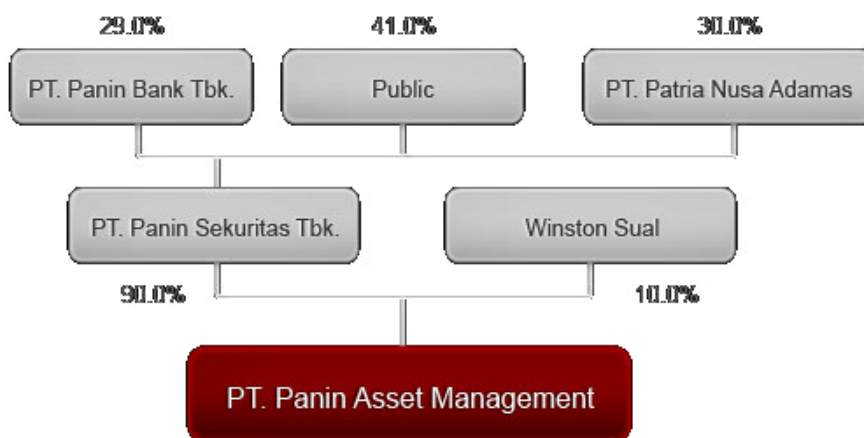 29.0% 41.0% 30.0%
PT. Panin Bank Tbk. Public PT. Patria Nusa Adamas
PT. Panin Sekuritas Tbk. Winston Sual
90.0% 10.0%
PT. Panin Asset Management